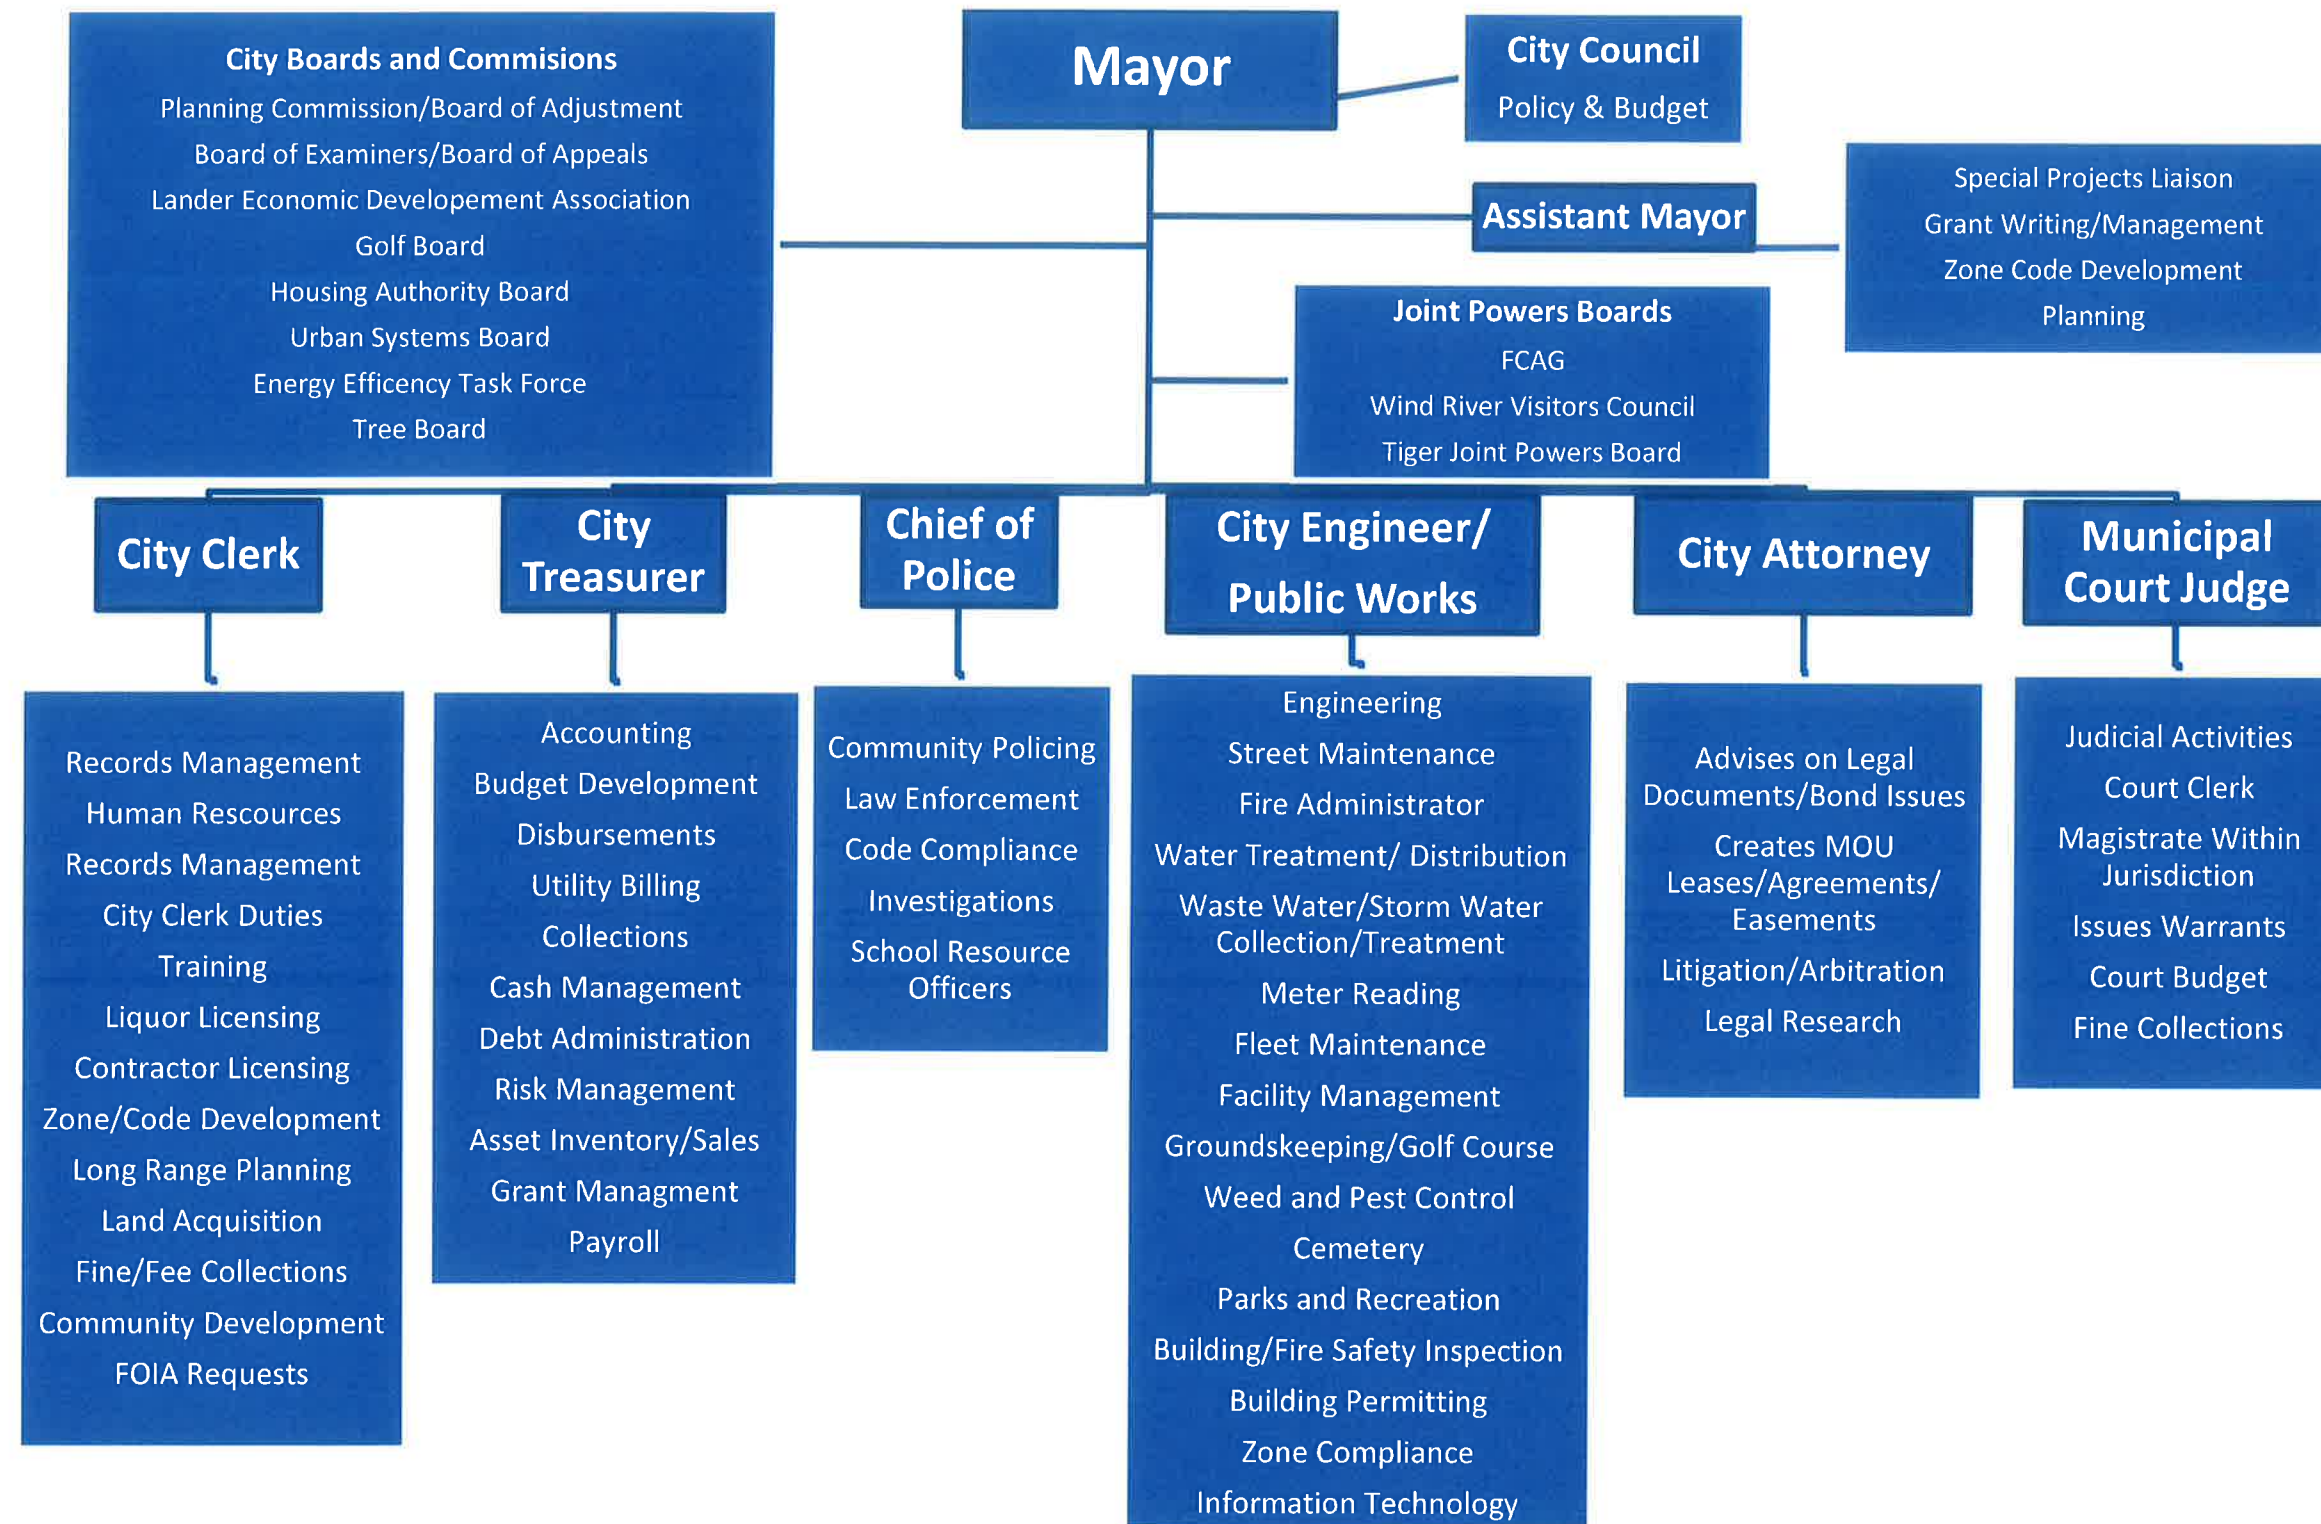 City Boards and Commisions
Planning Commission/Board of Adjustment
Board of Examiners/Board of Appeals
Lander Economic Developement Association
Golf Board
Housing Authority Board
Urban Systems Board
Energy Efficency Task Force
Tree Board
Mayor
City Council
Policy & Budget
Assistant Mayor
Special Projects Liaison
Grant Writing/Management
Zone Code Development
Planning
Joint Powers Boards
FCAG
Wind River Visitors Council
Tiger Joint Powers Board
City Clerk
Records Management
Human Rescources
Records Management
City Clerk Duties
Training
Liquor Licensing
Contractor Licensing
Zone/Code Development
Long Range Planning
Land Acquisition
Fine/Fee Collections
Community Development
FOIA Requests
City
Treasurer
Accounting
Budget Development
Disbursements
Utility Billing
Collections
Cash Management
Debt Administration
Risk Management
Asset Inventory/Sales
Grant Managment
Payroll
Chief of
Police
Community Policing
Law Enforcement
Code Compliance
Investigations
School Resource
Officers
City Engineer/
Public Works
Engineering
Street Maintenance
Fire Administrator
Water Treatment/ Distribution
Waste Water/Storm Water
Collection/Treatment
Meter Reading
Fleet Maintenance
Facility Management
Groundskeeping/Golf Course
Weed and Pest Control
Cemetery
Parks and Recreation
Building/Fire Safety Inspection
Building Permitting
Zone Compliance
Information Technology
City Attorney
Advises on Legal
Documents/Bond Issues
Creates MOU
Leases/Agreements/
Easements
Litigation/Arbitration
Legal Research
Municipal
Court Judge
Judicial Activities
Court Clerk
Magistrate Within
Jurisdiction
Issues Warrants
Court Budget
Fine Collections